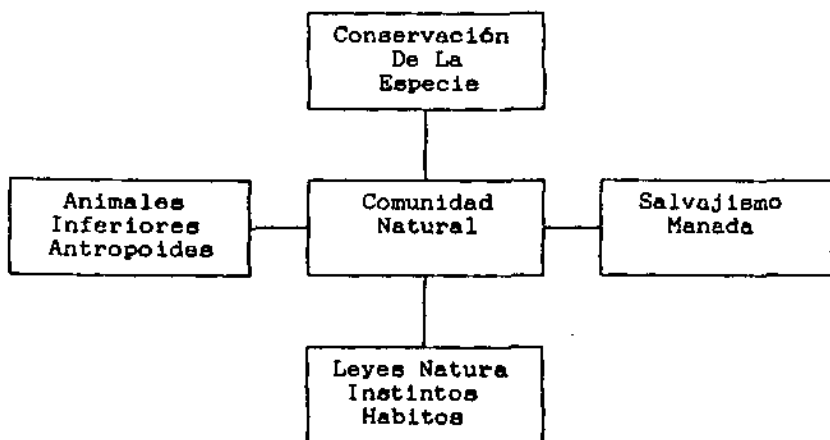 Conservación
De La
Especie
Animales
Inferiores
Antropoides
Comunidad
Natural
Salvajismo
Manada
Leyes Natura
Instintos
Habitos